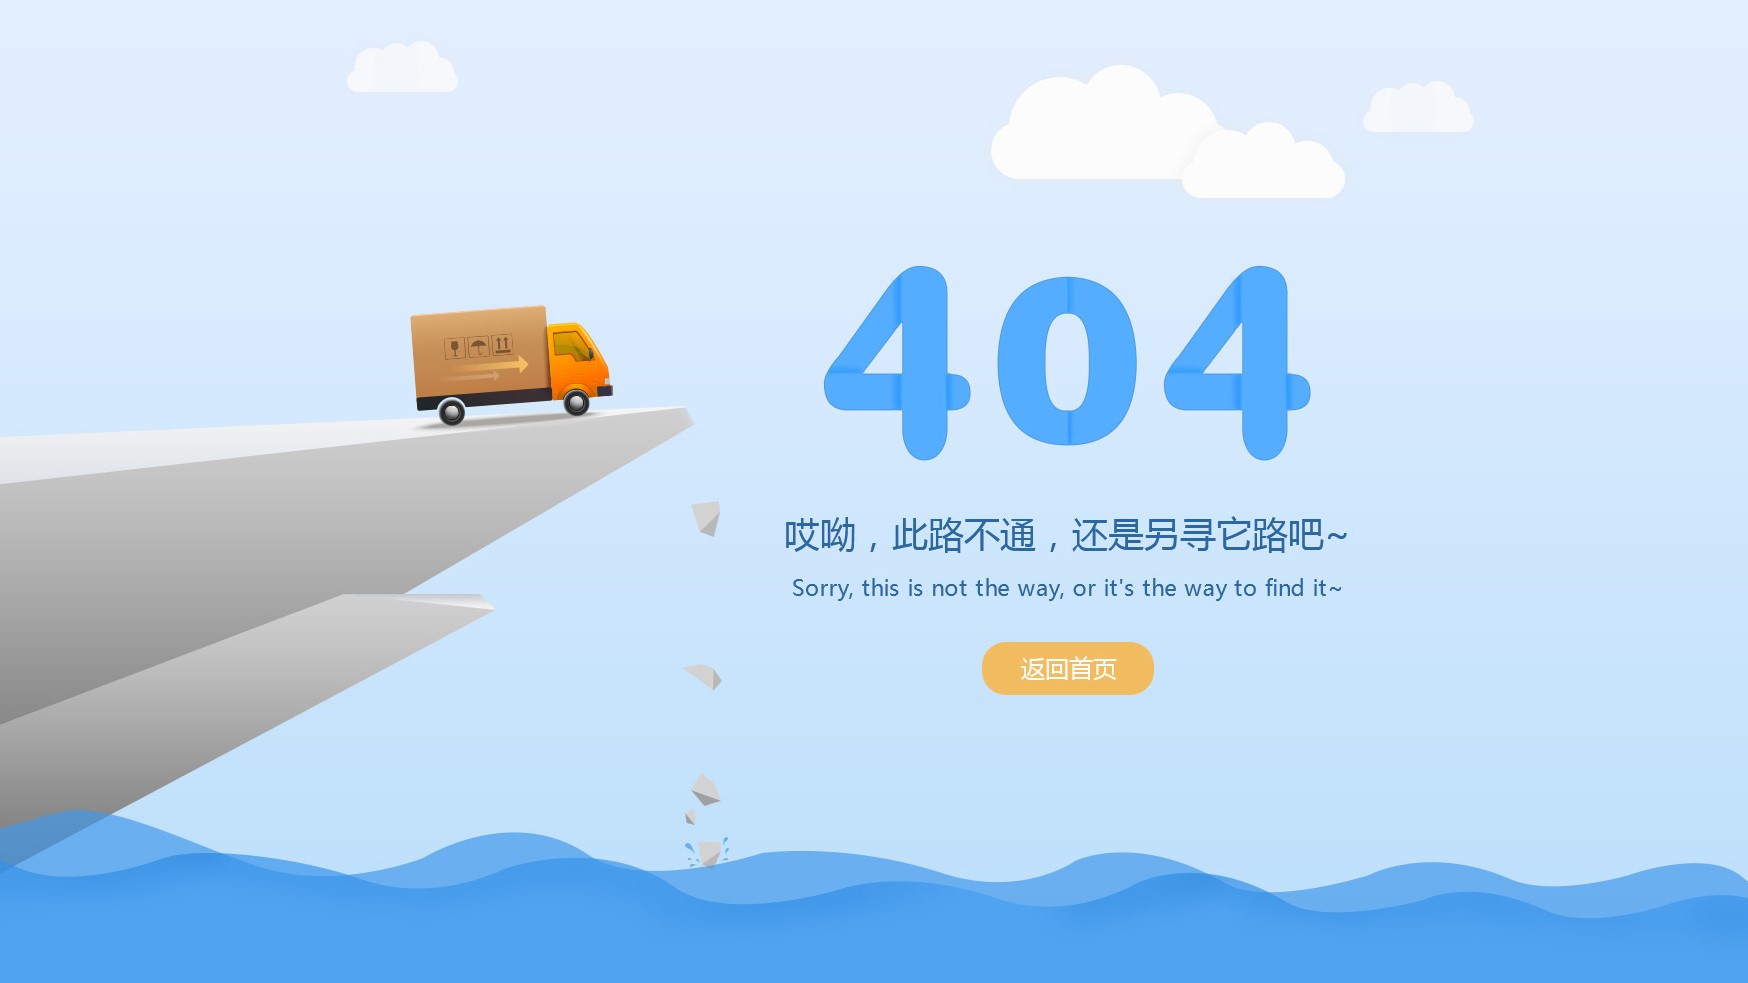 404
哎呦，此路不通，还是另寻它路吧~
Sorry, this is not the way, or it's the way to find it~
返回首页